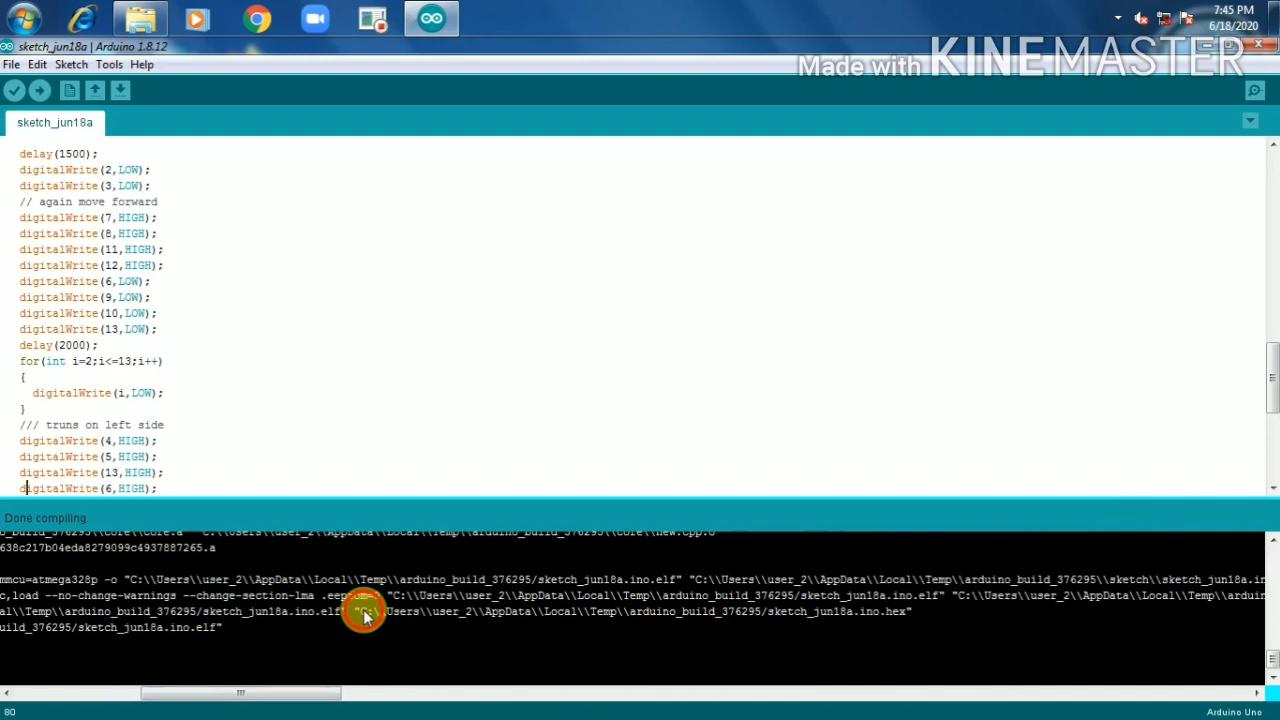 7:45 PM
6/18/2020
sketch_jun18a | Arduino 1.8.12
Made with KINEMASTER
File Edit Sketch Tools Help
sketch_jun18a
delay(1500);
digitalWrite(2,LOW);
digitalWrite(3,LOW);
// again move forward
digitalWrite(7,HIGH);
digitalWrite(8,HIGH);
digitalWrite(11,HIGH);
digitalWrite(12,HIGH);
digitalWrite(6,LOW);
digitalWrite(9,LOW);
digitalWrite(10,LOW);
digitalWrite(13,LOW);
delay(2000);
for(int i=2;i<=13;i++)
{
digitalWrite(i,LOW);
}
/// truns on left side
digitalWrite(4,HIGH);
digitalWrite(5,HIGH);
digitalWrite(13,HIGH);
digitalWrite(6,HIGH);
Done compiling.
638c217b04eda8279099c4937887265.a
mmcu=atmega328p -o "C:\\Users\\user_2\\AppData\\Local\\Temp\\arduino_build_376295/sketch_jun18a.ino.elf" "C:\\Users\\user_2\\AppData\\Local\\Temp\\arduino_build_376295\\sketch\\sketch_jun18a.in
c,load --no-change-warnings --change-section-lma .eeprom=0 "C:\\Users\\user_2\\AppData\\Local\\Temp\\arduino_build_376295/sketch_jun18a.ino.elf" "C:\\Users\\user_2\\AppData\\Local\\Temp\\arduin
al\\Temp\\arduino_build_376295/sketch_jun18a.ino.elf" "C:\\Users\\user_2\\AppData\\Local\\Temp\\arduino_build_376295/sketch_jun18a.ino.hex"
uild_376295/sketch_jun18a.ino.elf"
80
Arduino Uno